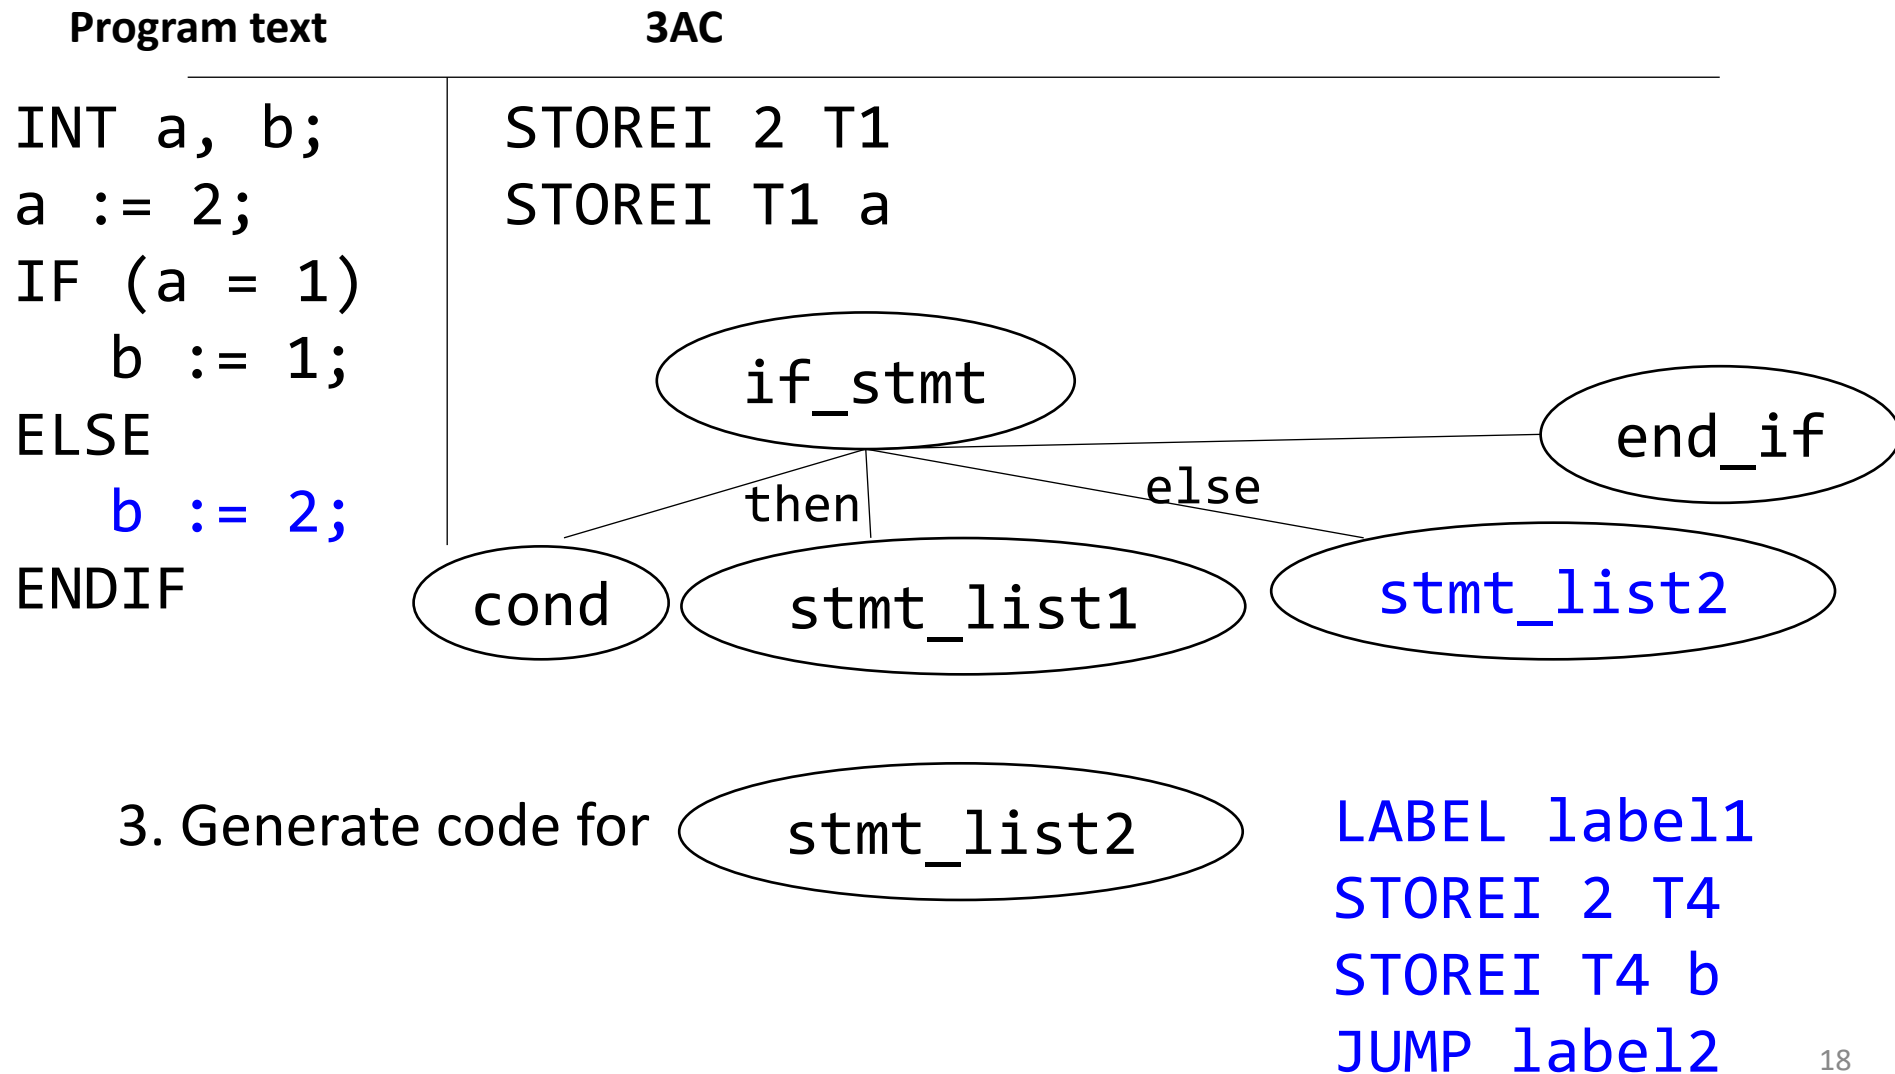 Program text
3AC
INT a, b;
a := 2;
IF (a = 1)
b := 1;
ELSE
b := 2;
ENDIF
STOREI 2 T1
STOREI T1 a
if_stmt
end_if
then
else
cond
stmt_list1
stmt_list2
3. Generate code for
stmt_list2
LABEL label1
STOREI 2 T4
STOREI T4 b
JUMP label2
18